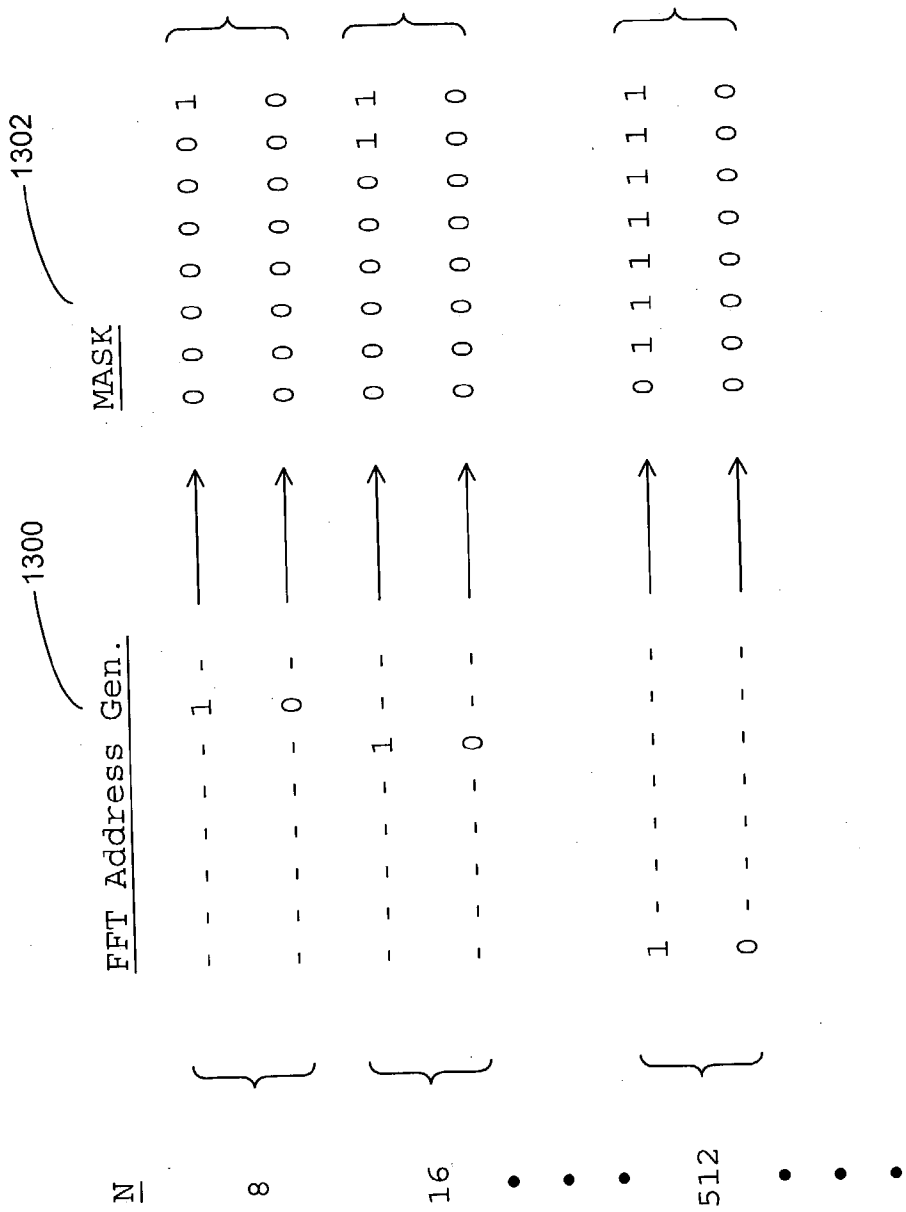 1300
1302
N FFT Address Gen. MASK
- - - - - - 1 - 0 0 0 0 0 0 0 1
8
- - - - - - 0 - 0 0 0 0 0 0 0 0
- - - - - 1 - - 0 0 0 0 0 0 1 1
16
- - - - - 0 - - 0 0 0 0 0 0 0 0
1 - - - - - - - 0 1 1 1 1 1 1 1
512
0 - - - - - - - 0 0 0 0 0 0 0 0